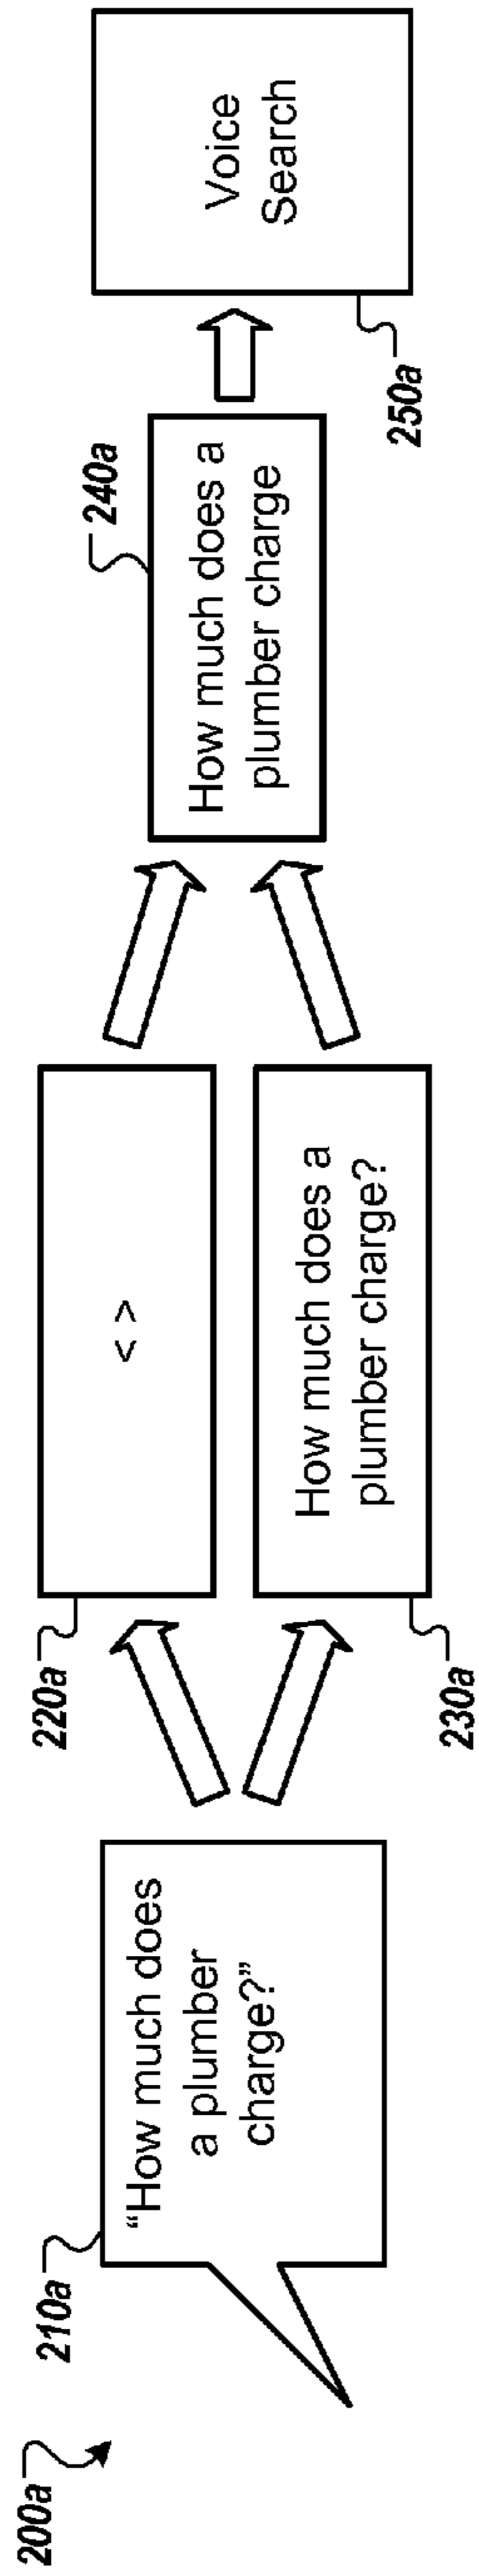 200a
210a
“How much does
a plumber
charge?”
220a
< >
230a
How much does a
plumber charge?
240a
How much does a
plumber charge
250a
Voice
Search